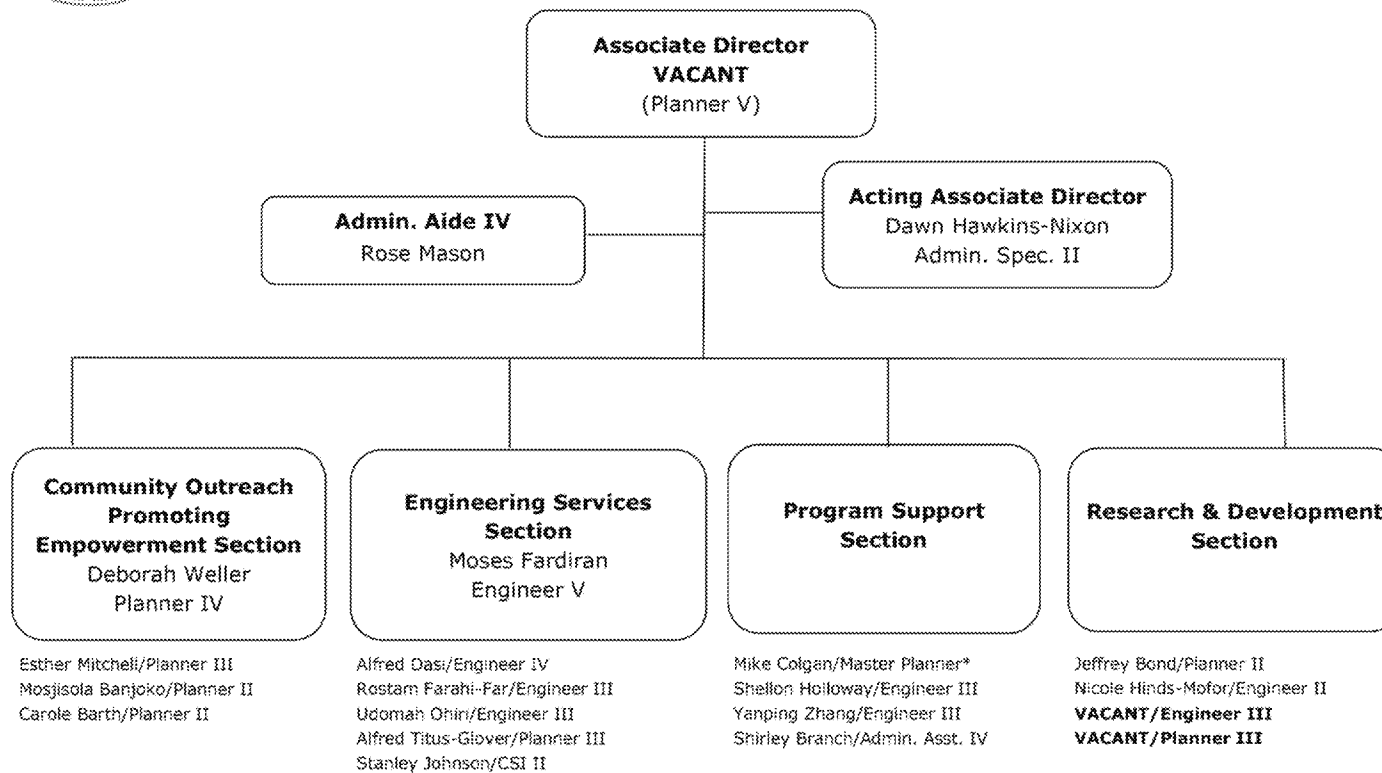 Associate Director
VACANT
(Planner V)
Acting Associate Director
Dawn Hawkins-Nixon
Admin. Spec. II
Admin. Aide IV
Rose Mason
Community Outreach
Promoting
Empowerment Section
Deborah Weller
Planner IV
Esther Mitchell/Planner III
Mosjisola Banjoko/Planner II
Carole Barth/Planner II
Engineering Services
Section
Moses Fardiran
Engineer V
Alfred Dasi/Engineer IV
Rostam Farahi-Far/Engineer III
Udomah Ohiri/Engineer III
Alfred Titus-Glover/Planner III
Stanley Johnson/CSI II
Program Support
Section
Mike Colgan/Master Planner*
Shellon Holloway/Engineer III
Yanping Zhang/Engineer III
Shirley Branch/Admin. Asst. IV
Research & Development
Section
Jeffrey Bond/Planner II
Nicole Hinds-Mofor/Engineer II
VACANT/Engineer III
VACANT/Planner III